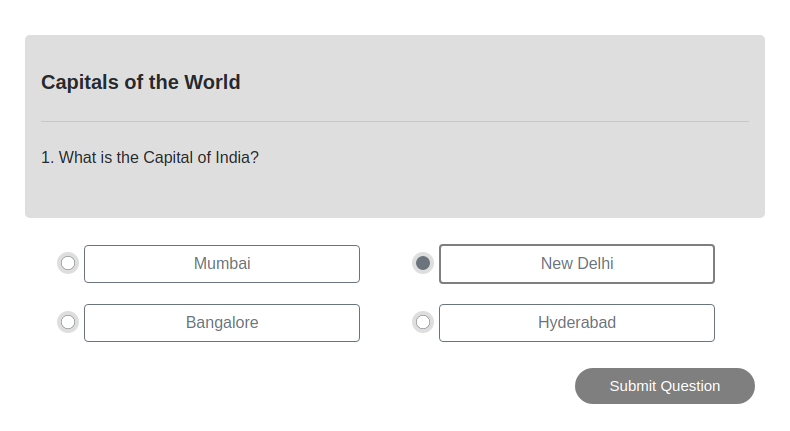 Capitals of the World
1. What is the Capital of India?
Mumbai
New Delhi
Bangalore
Hyderabad
Submit Question